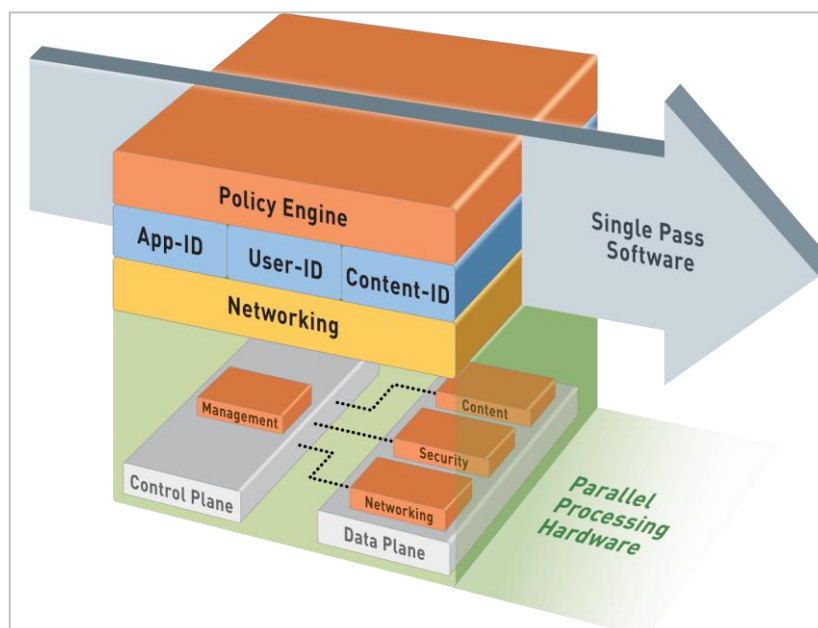 Policy Engine
App-ID
User-ID
Content-ID
Networking
Single Pass
Software
Management
Content
Security
Networking
Control Plane
Data Plane
Parallel
Processing
Hardware